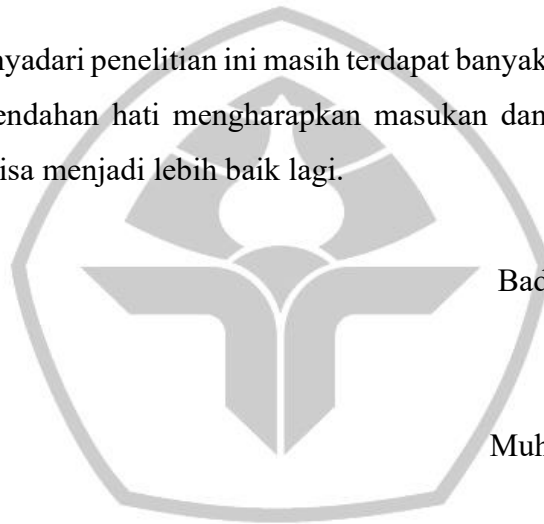 nyadari penelitian ini masih terdapat banyak
endahan hati mengharapkan masukan dan
isa menjadi lebih baik lagi.
Bad
Muh